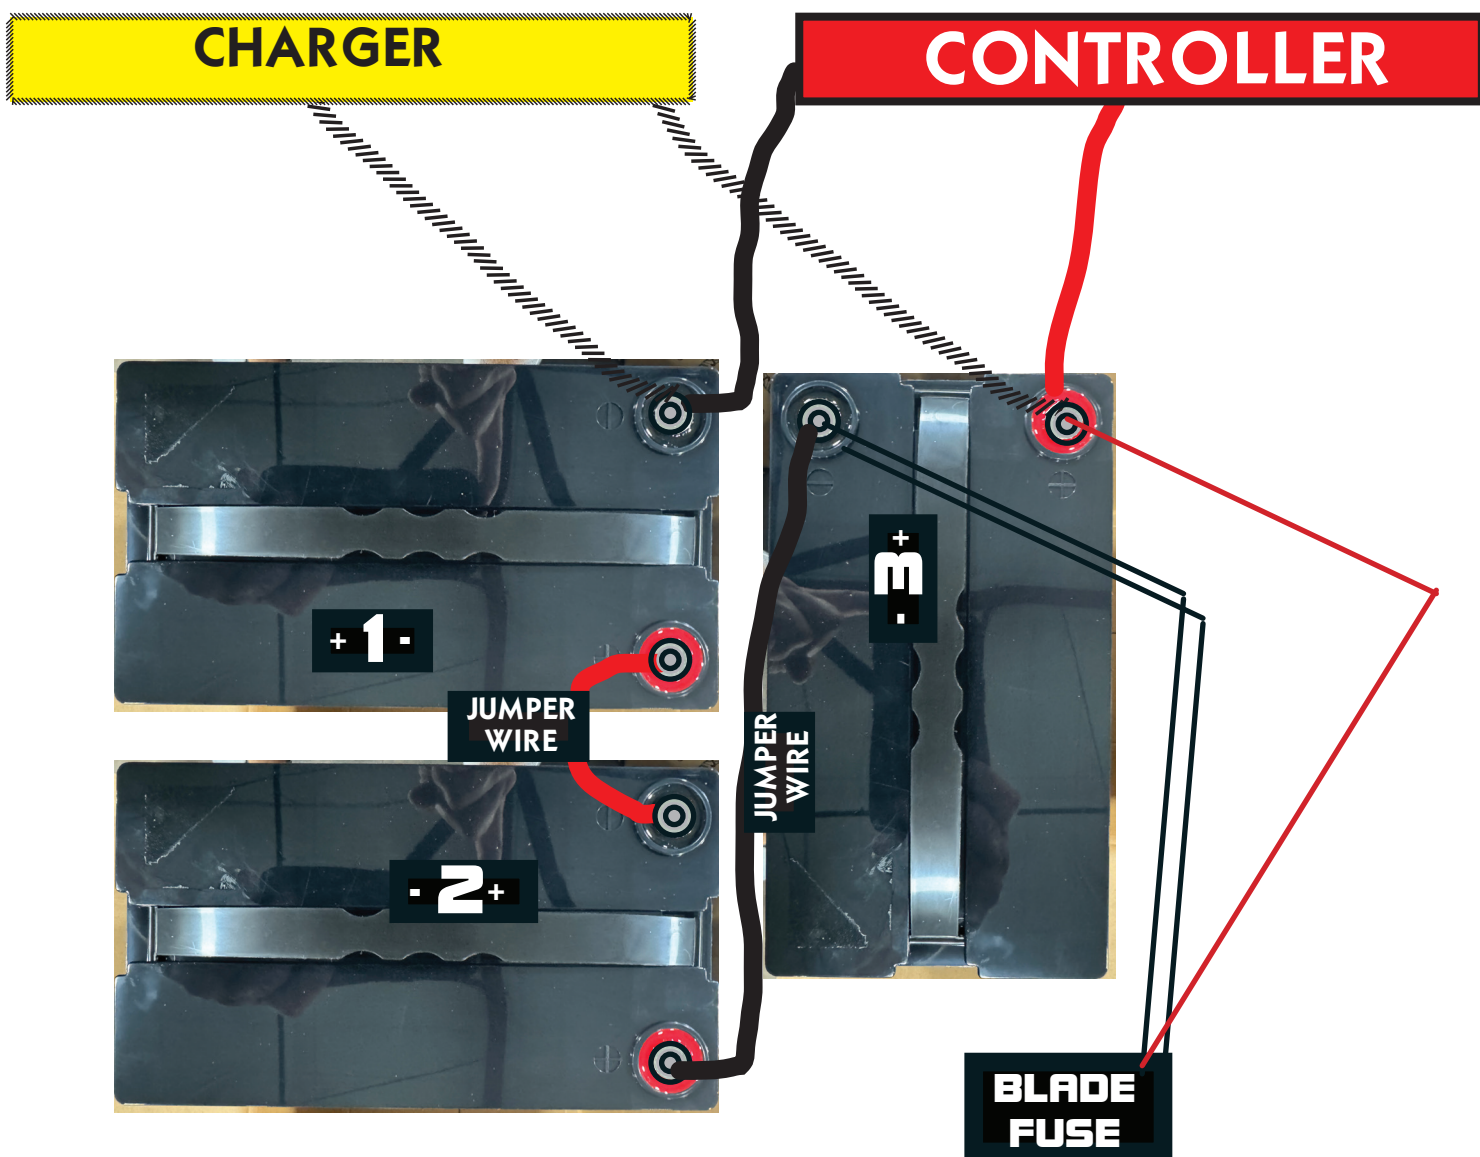 CHARGER
CONTROLLER
+ 1 -
JUMPER
WIRE
- 2 +
- 3 +
JUMPER
WIRE
BLADE
FUSE